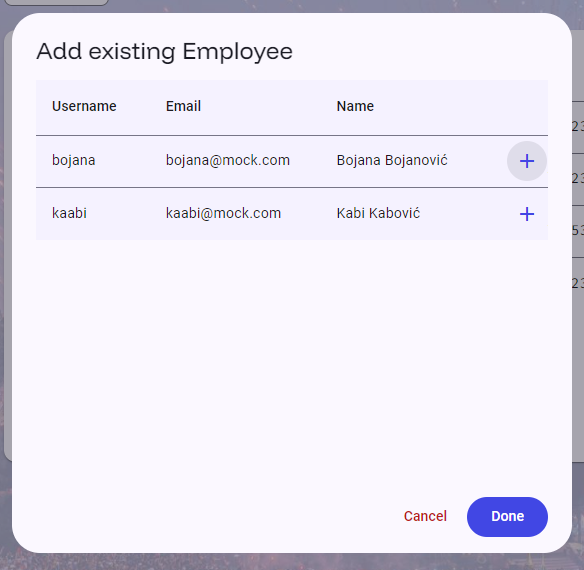 Add existing Employee
Username Email Name
bojana bojana@mock.com Bojana Bojanović +
kaabi kaabi@mock.com Kabi Kabović +
Cancel Done